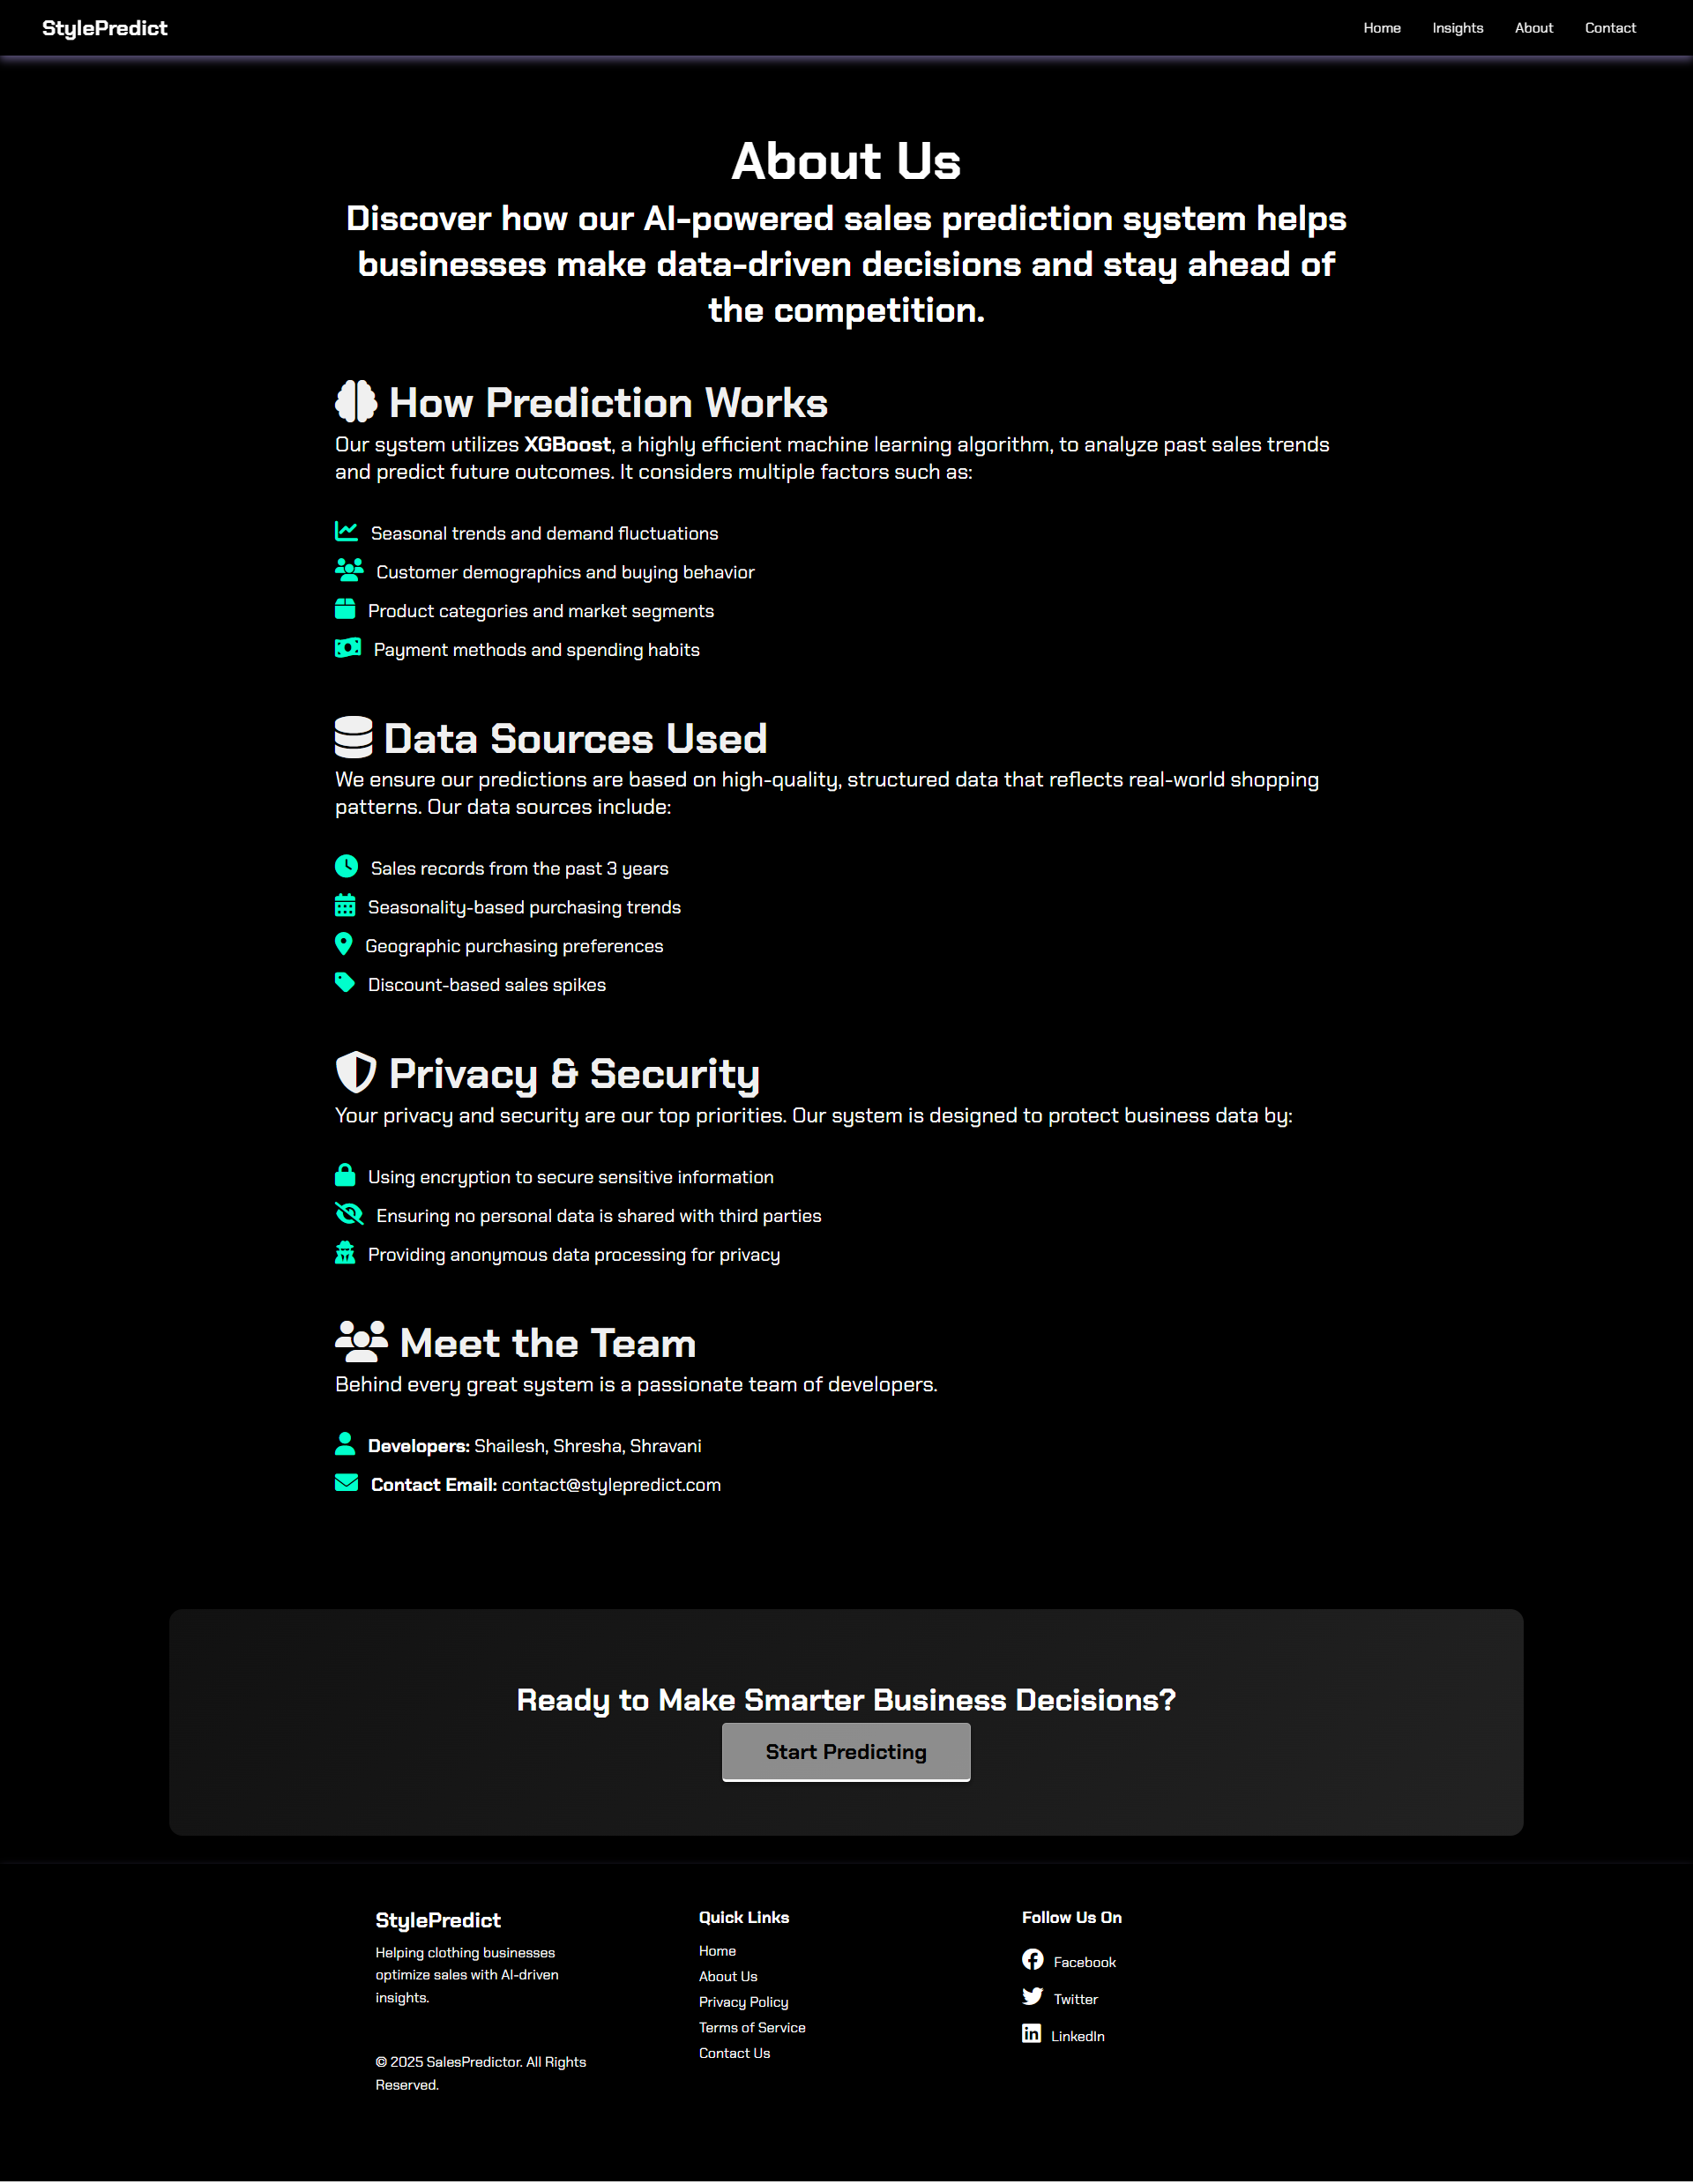 StylePredict
Home
Insights
About
Contact
About Us
Discover how our AI-powered sales prediction system helps
businesses make data-driven decisions and stay ahead of
the competition.
How Prediction Works
Our system utilizes XGBoost, a highly efficient machine learning algorithm, to analyze past sales trends
and predict future outcomes. It considers multiple factors such as:
Seasonal trends and demand fluctuations
Customer demographics and buying behavior
Product categories and market segments
Payment methods and spending habits
Data Sources Used
We ensure our predictions are based on high-quality, structured data that reflects real-world shopping
patterns. Our data sources include:
Sales records from the past 3 years
Seasonality-based purchasing trends
Geographic purchasing preferences
Discount-based sales spikes
Privacy & Security
Your privacy and security are our top priorities. Our system is designed to protect business data by:
Using encryption to secure sensitive information
Ensuring no personal data is shared with third parties
Providing anonymous data processing for privacy
Meet the Team
Behind every great system is a passionate team of developers.
Developers: Shailesh, Shresha, Shravani
Contact Email: contact@stylepredict.com
Ready to Make Smarter Business Decisions?
Start Predicting
StylePredict
Helping clothing businesses
optimize sales with AI-driven
insights.
© 2025 SalesPredictor. All Rights
Reserved.
Quick Links
Home
About Us
Privacy Policy
Terms of Service
Contact Us
Follow Us On
Facebook
Twitter
LinkedIn